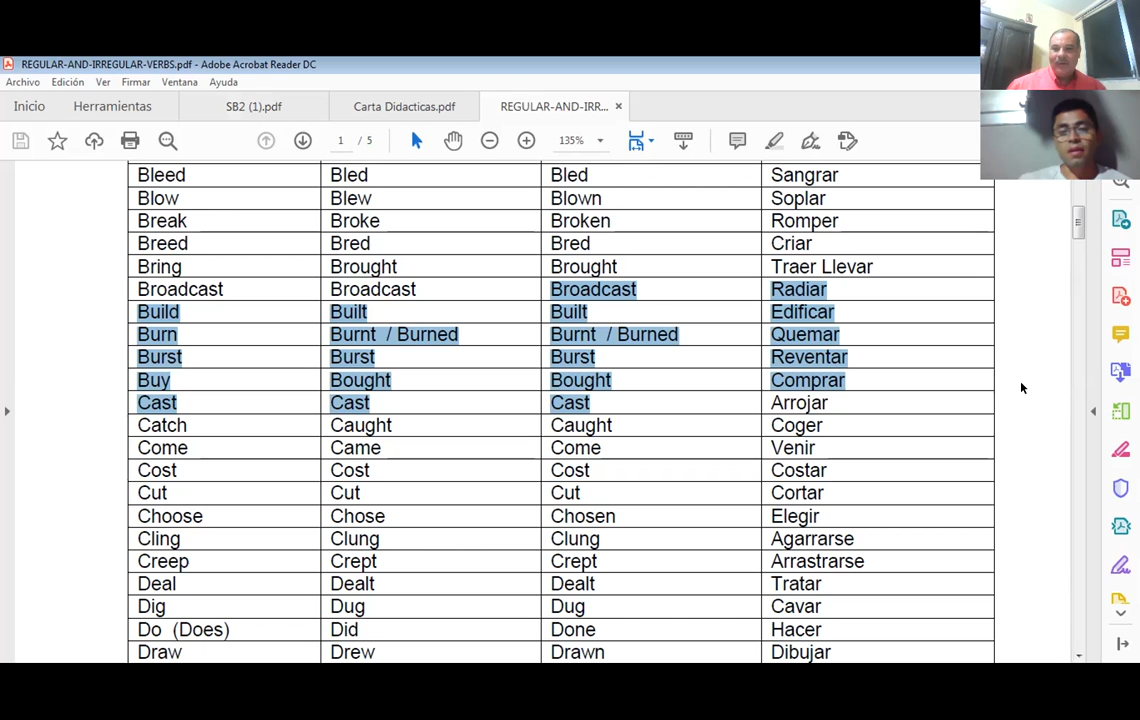 REGULAR-AND-IRREGULAR-VERBS.pdf - Adobe Acrobat Reader DC
Archivo Edición Ver Firmar Ventana Ayuda
Inicio Herramientas SB2 (1).pdf Carta Didacticas.pdf REGULAR-AND-IRR... ×
1 / 5 135%
Bleed Bled Bled Sangrar
Blow Blew Blown Soplar
Break Broke Broken Romper
Breed Bred Bred Criar
Bring Brought Brought Traer Llevar
Broadcast Broadcast Broadcast Radiar
Build Built Built Edificar
Burn Burnt / Burned Burnt / Burned Quemar
Burst Burst Burst Reventar
Buy Bought Bought Comprar
Cast Cast Cast Arrojar
Catch Caught Caught Coger
Come Came Come Venir
Cost Cost Cost Costar
Cut Cut Cut Cortar
Choose Chose Chosen Elegir
Cling Clung Clung Agarrarse
Creep Crept Crept Arrastrarse
Deal Dealt Dealt Tratar
Dig Dug Dug Cavar
Do (Does) Did Done Hacer
Draw Drew Drawn Dibujar